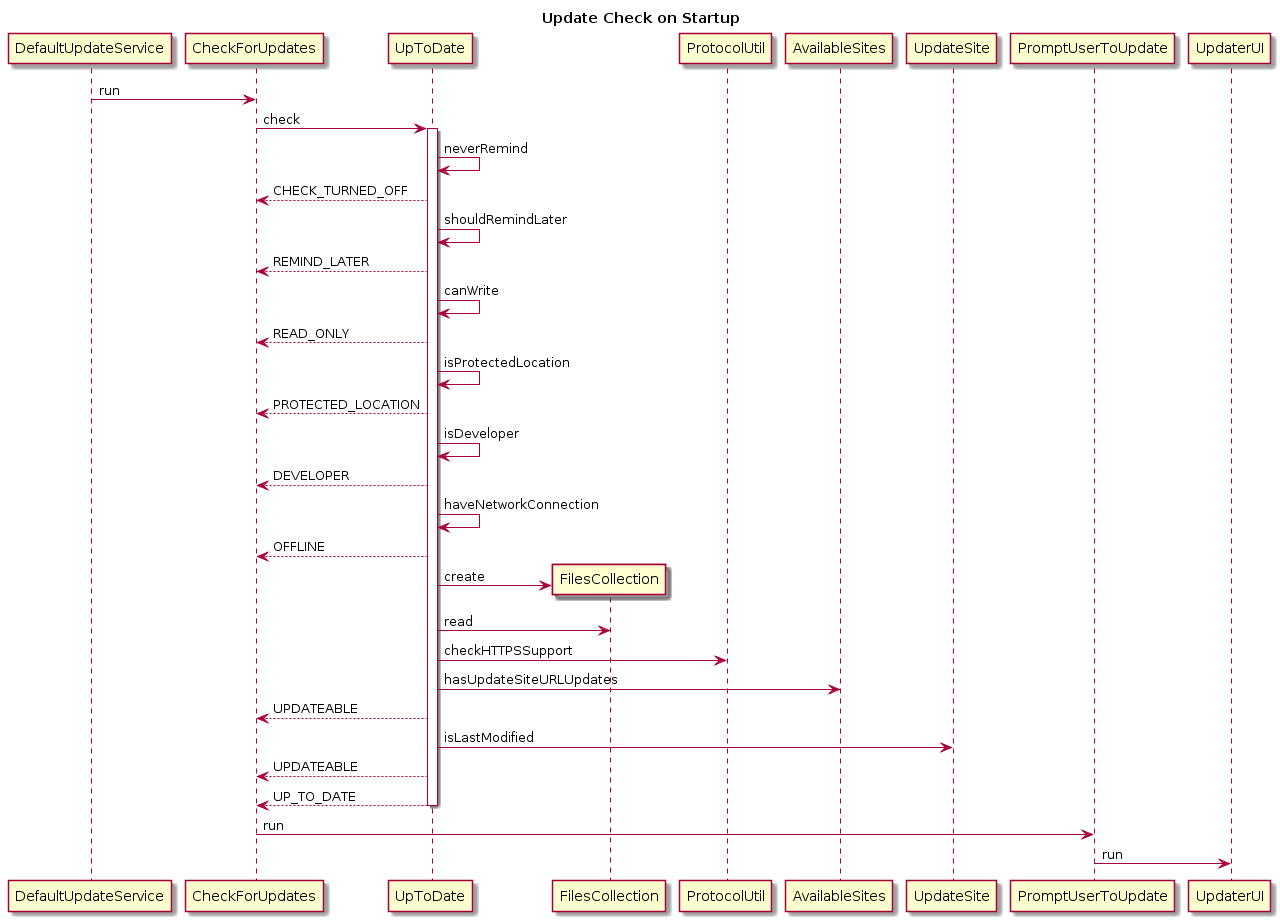 Update Check on Startup
DefaultUpdateService CheckForUpdates UpToDate ProtocolUtil AvailableSites UpdateSite PromptUserToUpdate UpdaterUI
run
check
neverRemind
CHECK_TURNED_OFF
shouldRemindLater
REMIND_LATER
canWrite
READ_ONLY
isProtectedLocation
PROTECTED_LOCATION
isDeveloper
DEVELOPER
haveNetworkConnection
OFFLINE
create FilesCollection
read
checkHTTPSSupport
hasUpdateSiteURLUpdates
UPDATEABLE
isLastModified
UPDATEABLE
UP_TO_DATE
run
run
DefaultUpdateService CheckForUpdates UpToDate FilesCollection ProtocolUtil AvailableSites UpdateSite PromptUserToUpdate UpdaterUI